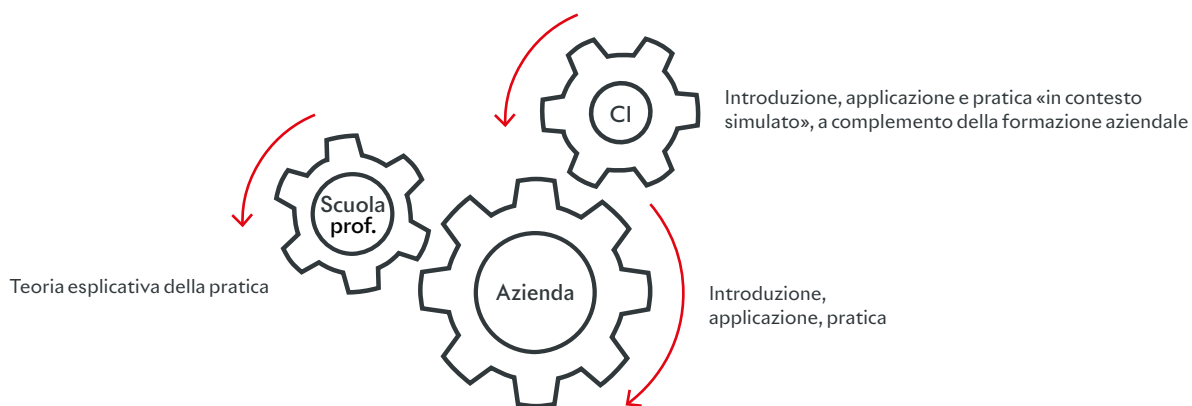 CI
Introduzione, applicazione e pratica «in contesto
simulato», a complemento della formazione aziendale
Scuola
prof.
Teoria esplicativa della pratica
Azienda
Introduzione,
applicazione, pratica